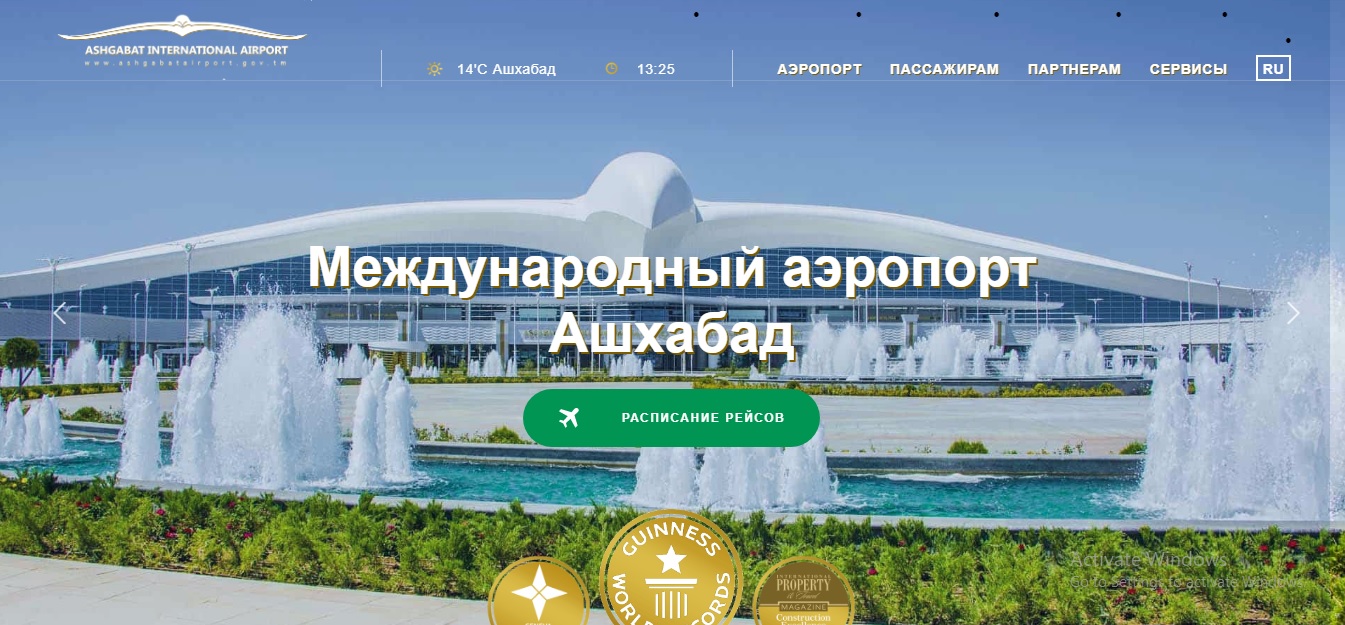 ASHGABAT INTERNATIONAL AIRPORT
www.ashgabatairport.gov.tm
14'C Ашхабад
13:25
АЭРОПОРТ
ПАССАЖИРАМ
ПАРТНЕРАМ
СЕРВИСЫ
RU
Международный аэропорт
Ашхабад
РАСПИСАНИЕ РЕЙСОВ
GUINNESS
WORLD RECORDS
INTERNATIONAL
PROPERTY
& Travel
MAGAZINE
Construction
Activate Windows
Go to Settings to activate Windows.